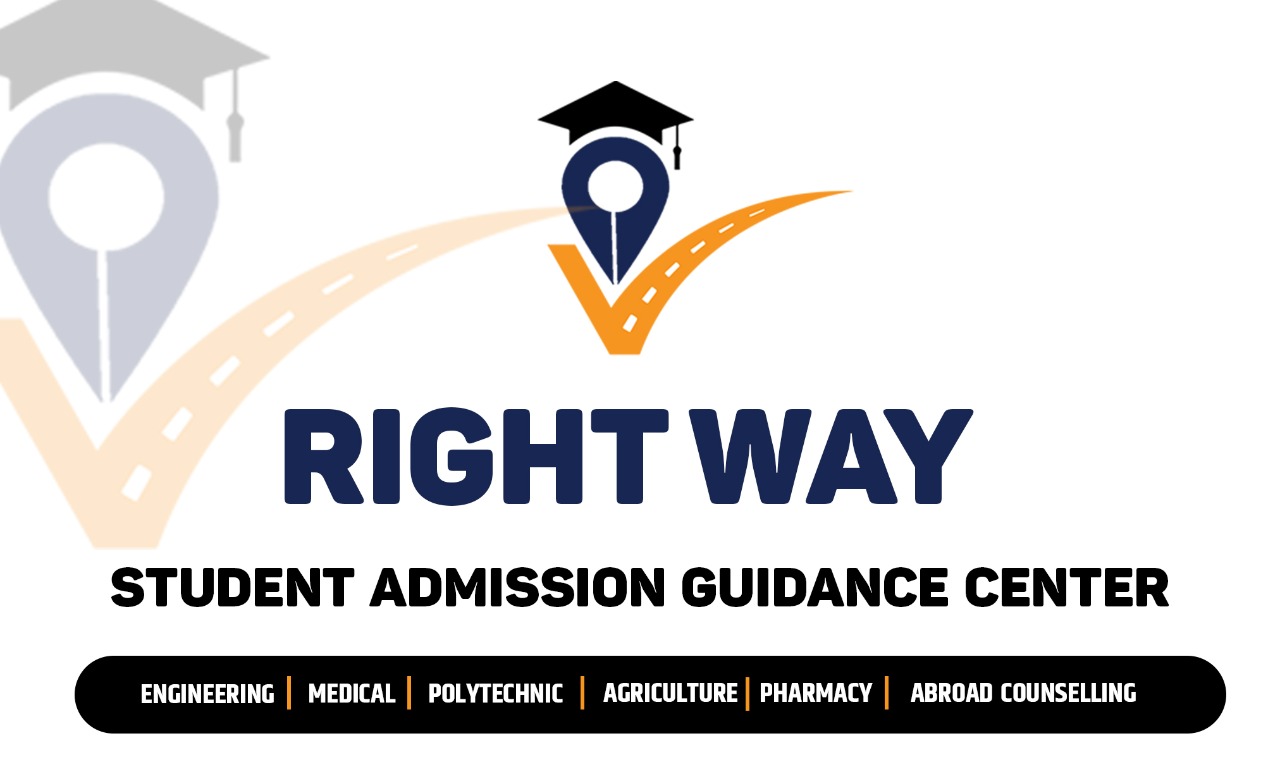 RIGHT WAY
STUDENT ADMISSION GUIDANCE CENTER
ENGINEERING | MEDICAL | POLYTECHNIC | AGRICULTURE | PHARMACY | ABROAD COUNSELLING